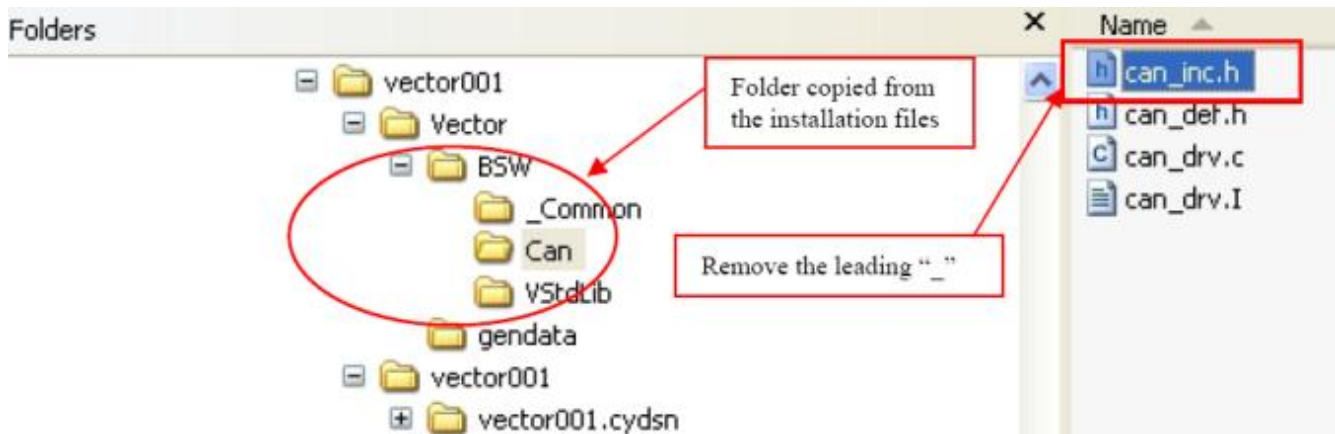 Folders
Name
vector001
Vector
BSW
_Common
Can
VStdLib
gendata
vector001
vector001.cydsn
Folder copied from
the installation files
Remove the leading “_”
can_inc.h
can_def.h
can_drv.c
can_drv.I